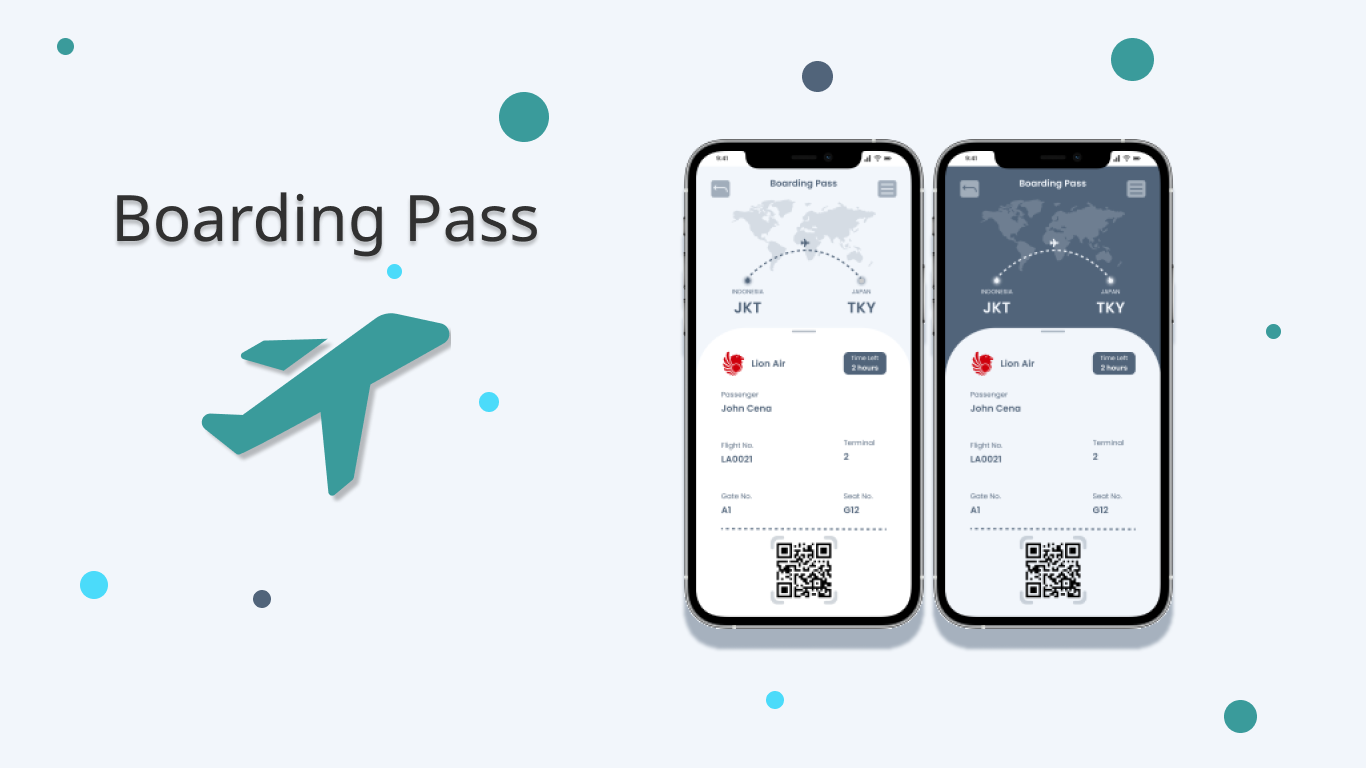 Boarding Pass
9:41
Boarding Pass
INDONESIA
JAPAN
JKT
TKY
Lion Air
Time Left
2 hours
Passenger
John Cena
Flight No.
LA0021
Terminal
2
Gate No.
A1
Seat No.
G12
9:41
Boarding Pass
INDONESIA
JAPAN
JKT
TKY
Lion Air
Time Left
2 hours
Passenger
John Cena
Flight No.
LA0021
Terminal
2
Gate No.
A1
Seat No.
G12